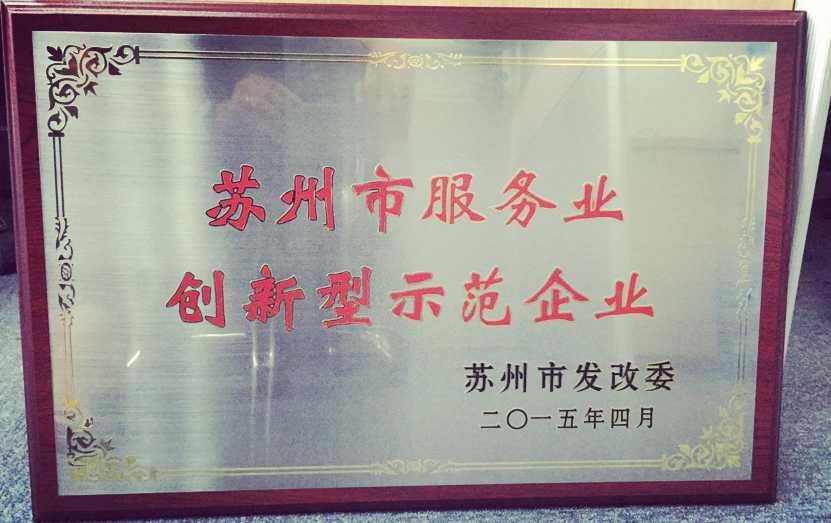 苏州市服务业
创新型示范企业
苏州市发改委
二〇一五年四月